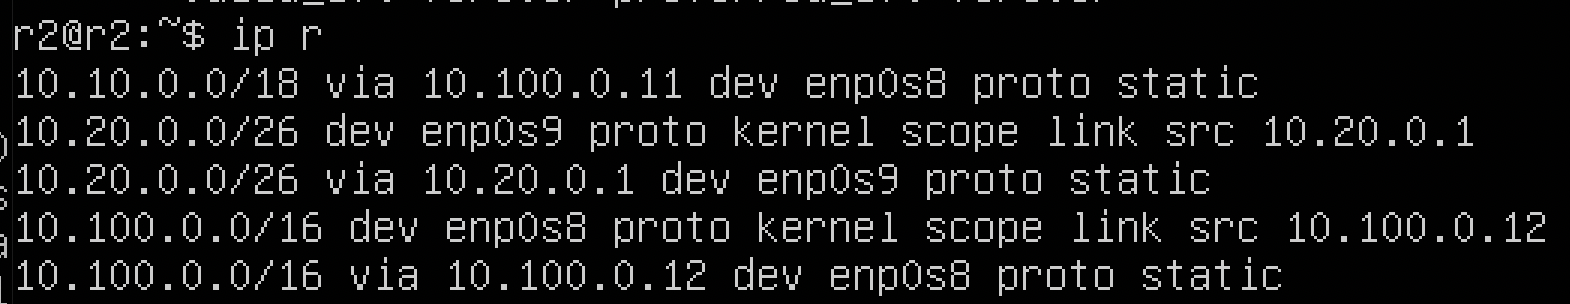 r2@r2:~$ ip r
10.10.0.0/18 via 10.100.0.11 dev enp0s8 proto static
10.20.0.0/26 dev enp0s9 proto kernel scope link src 10.20.0.1
10.20.0.0/26 via 10.20.0.1 dev enp0s9 proto static
10.100.0.0/16 dev enp0s8 proto kernel scope link src 10.100.0.12
10.100.0.0/16 via 10.100.0.12 dev enp0s8 proto static